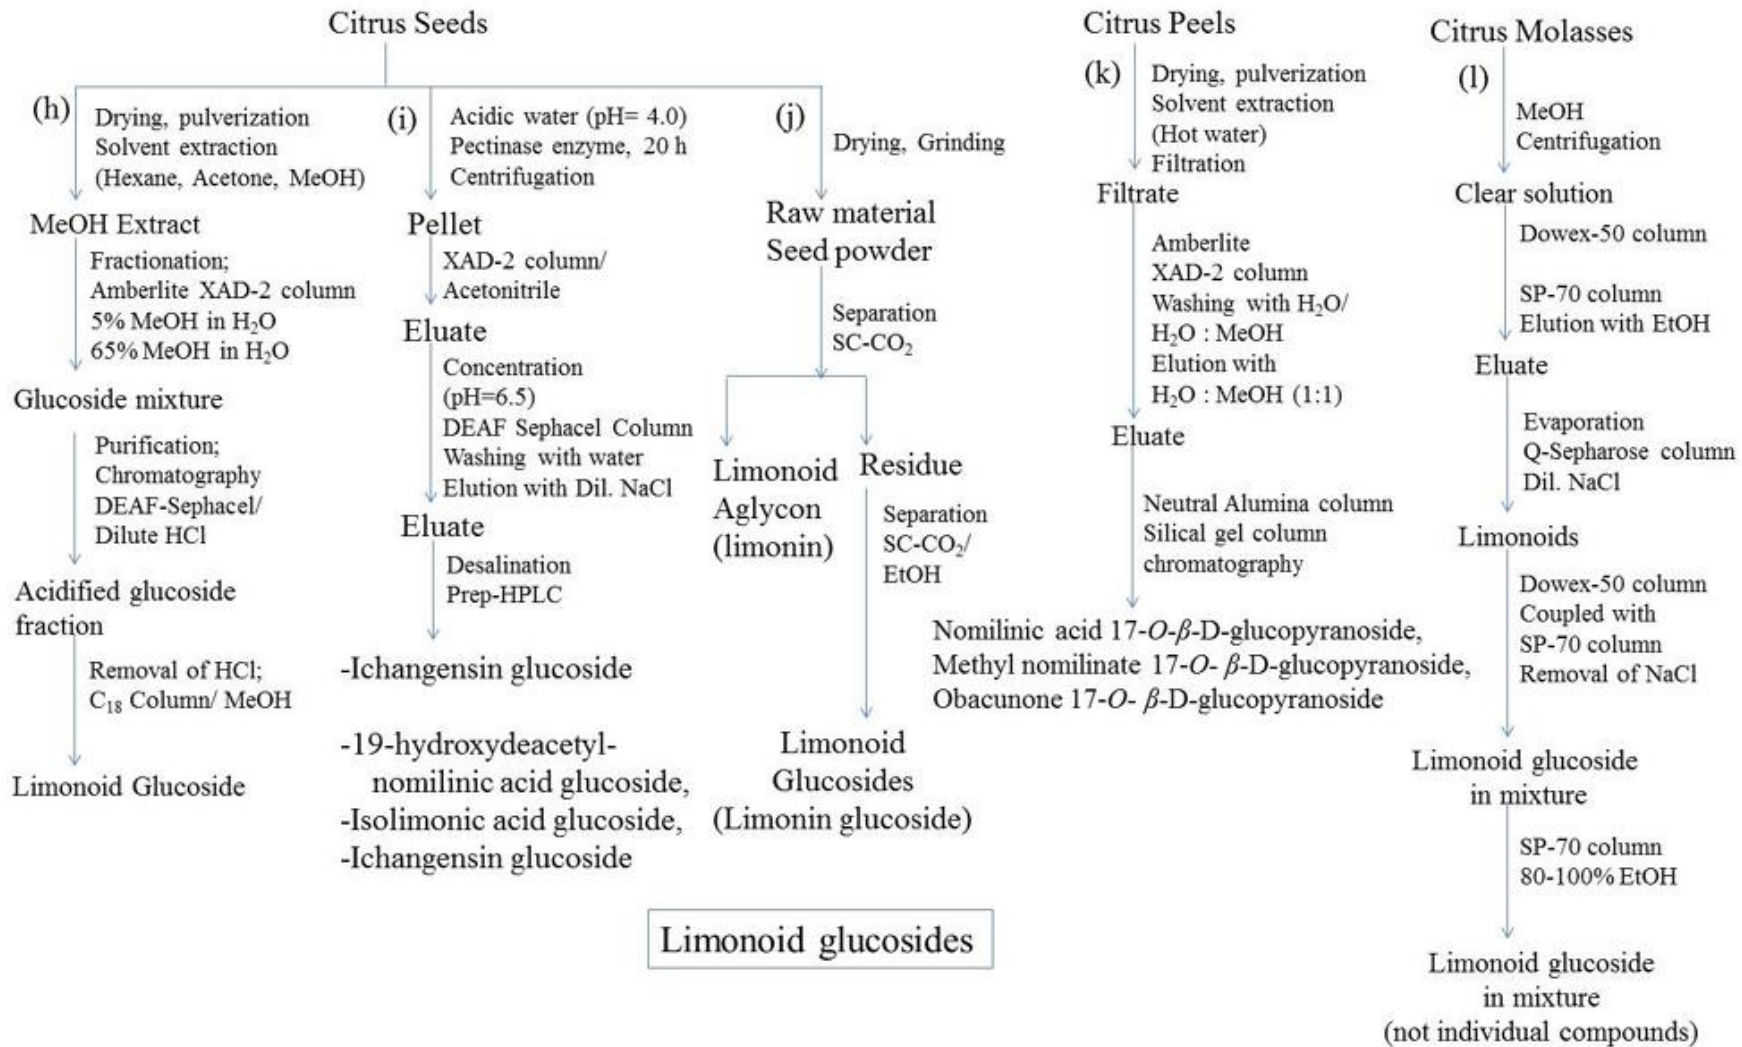 Citrus Seeds
(h)
Drying, pulverization
Solvent extraction
(Hexane, Acetone, MeOH)
MeOH Extract
Fractionation;
Amberlite XAD-2 column
5% MeOH in H₂O
65% MeOH in H₂O
Glucoside mixture
Purification;
Chromatography
DEAF-Sephacel/
Dilute HCl
Acidified glucoside
fraction
Removal of HCl;
C₁₈ Column/ MeOH
Limonoid Glucoside
(i)
Acidic water (pH= 4.0)
Pectinase enzyme, 20 h
Centrifugation
Pellet
XAD-2 column/
Acetonitrile
Eluate
Concentration
(pH=6.5)
DEAF Sephacel Column
Washing with water
Elution with Dil. NaCl
Eluate
Desalination
Prep-HPLC
-Ichangensin glucoside
-19-hydroxydeacetyl-
nomilinic acid glucoside,
-Isolimonic acid glucoside,
-Ichangensin glucoside
(j)
Drying, Grinding
Raw material
Seed powder
Separation
SC-CO₂
Limonoid
Aglycon
(limonin)
Residue
Separation
SC-CO₂/
EtOH
Limonoid
Glucosides
(Limonin glucoside)
Citrus Peels
(k)
Drying, pulverization
Solvent extraction
(Hot water)
Filtration
Filtrate
Amberlite
XAD-2 column
Washing with H₂O/
H₂O : MeOH
Elution with
H₂O : MeOH (1:1)
Eluate
Neutral Alumina column
Silical gel column
chromatography
Nomilinic acid 17-O-β-D-glucopyranoside,
Methyl nomilinate 17-O- β-D-glucopyranoside,
Obacunone 17-O- β-D-glucopyranoside
Citrus Molasses
(l)
MeOH
Centrifugation
Clear solution
Dowex-50 column
SP-70 column
Elution with EtOH
Eluate
Evaporation
Q-Sepharose column
Dil. NaCl
Limonoids
Dowex-50 column
Coupled with
SP-70 column
Removal of NaCl
Limonoid glucoside
in mixture
SP-70 column
80-100% EtOH
Limonoid glucoside
in mixture
(not individual compounds)
Limonoid glucosides